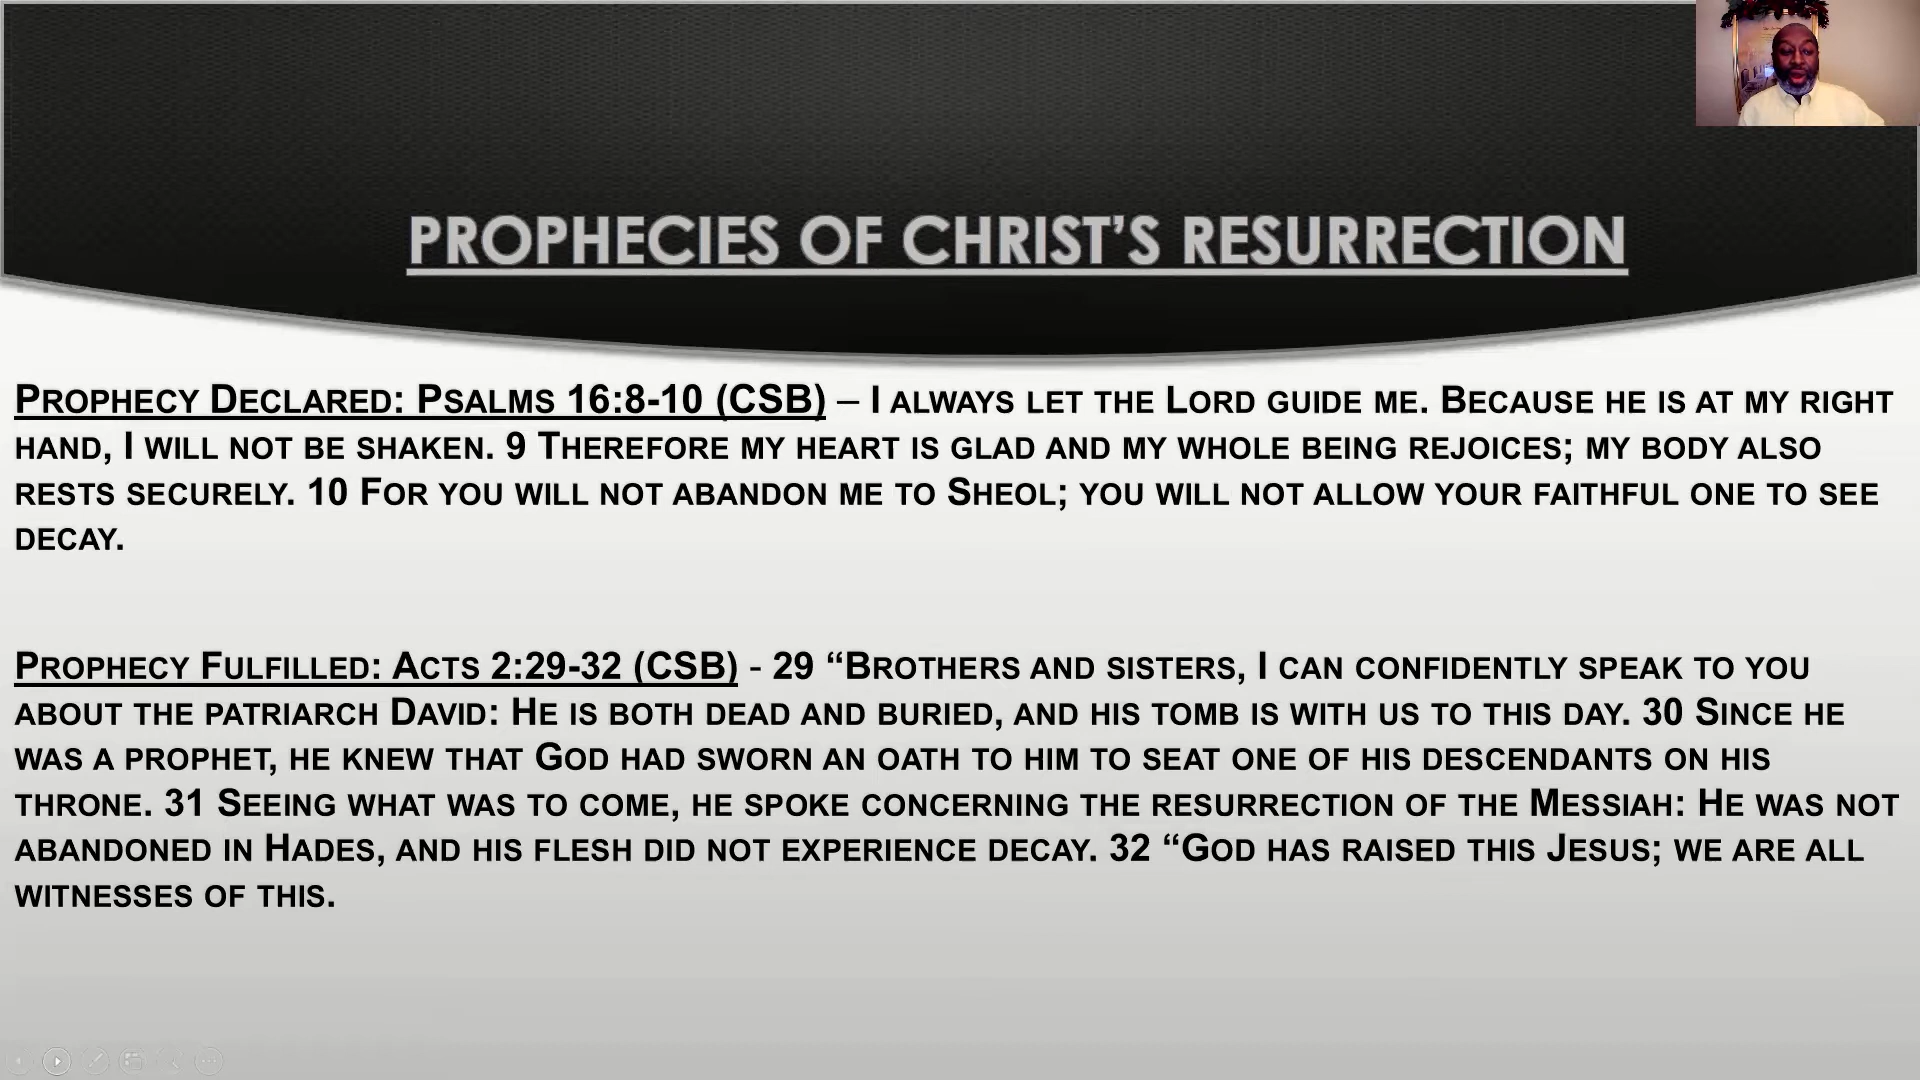 PROPHECIES OF CHRIST’S RESURRECTION
PROPHECY DECLARED: PSALMS 16:8-10 (CSB) – I ALWAYS LET THE LORD GUIDE ME. BECAUSE HE IS AT MY RIGHT
HAND, I WILL NOT BE SHAKEN. 9 THEREFORE MY HEART IS GLAD AND MY WHOLE BEING REJOICES; MY BODY ALSO
RESTS SECURELY. 10 FOR YOU WILL NOT ABANDON ME TO SHEOL; YOU WILL NOT ALLOW YOUR FAITHFUL ONE TO SEE
DECAY.
PROPHECY FULFILLED: ACTS 2:29-32 (CSB) - 29 “BROTHERS AND SISTERS, I CAN CONFIDENTLY SPEAK TO YOU
ABOUT THE PATRIARCH DAVID: HE IS BOTH DEAD AND BURIED, AND HIS TOMB IS WITH US TO THIS DAY. 30 SINCE HE
WAS A PROPHET, HE KNEW THAT GOD HAD SWORN AN OATH TO HIM TO SEAT ONE OF HIS DESCENDANTS ON HIS
THRONE. 31 SEEING WHAT WAS TO COME, HE SPOKE CONCERNING THE RESURRECTION OF THE MESSIAH: HE WAS NOT
ABANDONED IN HADES, AND HIS FLESH DID NOT EXPERIENCE DECAY. 32 “GOD HAS RAISED THIS JESUS; WE ARE ALL
WITNESSES OF THIS.